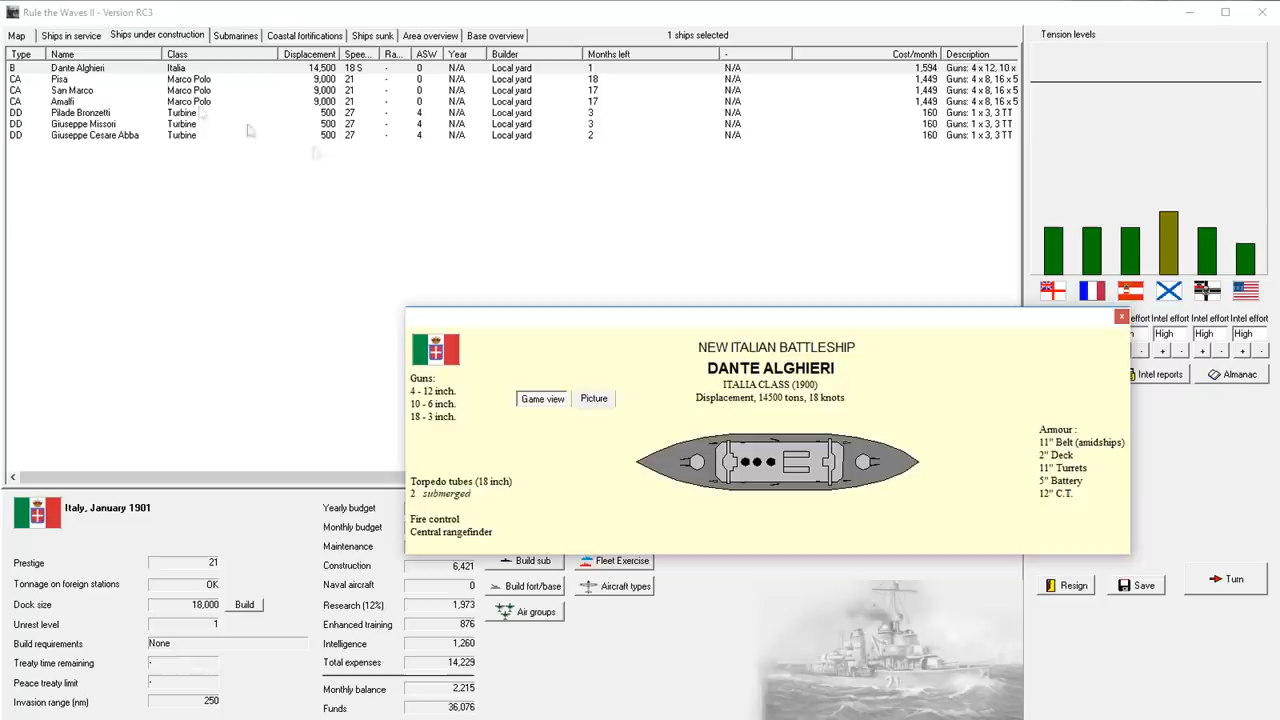 Rule the Waves II - Version RC3
Map Ships in service Ships under construction Submarines Coastal fortifications Ships sunk Area overview Base overview 1 ships selected
Type Name Class Displacement Spee... Ra... ASW Year Builder Months left - Cost/month Description
B Dante Alghieri Italia 14,500 18 S - 0 N/A Local yard 1 N/A 1,594 Guns: 4 x 12, 10 x
CA Pisa Marco Polo 9,000 21 - 0 N/A Local yard 18 N/A 1,449 Guns: 4 x 8, 16 x 5
CA San Marco Marco Polo 9,000 21 - 0 N/A Local yard 17 N/A 1,449 Guns: 4 x 8, 16 x 5
CA Amalfi Marco Polo 9,000 21 - 0 N/A Local yard 17 N/A 1,449 Guns: 4 x 8, 16 x 5
DD Pilade Bronzetti Turbine 500 27 - 4 N/A Local yard 3 N/A 160 Guns: 1 x 3, 3 TT
DD Giuseppe Missori Turbine 500 27 - 4 N/A Local yard 3 N/A 160 Guns: 1 x 3, 3 TT
DD Giuseppe Cesare Abba Turbine 500 27 - 4 N/A Local yard 2 N/A 160 Guns: 1 x 3, 3 TT
Tension levels
effort Intel effort Intel effort Intel effort
High High High
+ - + - + -
Intel reports Almanac
NEW ITALIAN BATTLESHIP
DANTE ALGHIERI
ITALIA CLASS (1900)
Displacement, 14500 tons, 18 knots
Guns:
4 - 12 inch.
10 - 6 inch.
18 - 3 inch.
Game view Picture
Torpedo tubes (18 inch)
2 submerged
Fire control
Central rangefinder
Armour :
11" Belt (amidships)
2" Deck
11" Turrets
5" Battery
12" C.T.
Italy, January 1901
Prestige 21
Tonnage on foreign stations OK
Dock size 18,000 Build
Unrest level 1
Build requirements None
Treaty time remaining -
Peace treaty limit -
Invasion range (nm) 250
Yearly budget
Monthly budget
Maintenance
Construction 6,421
Naval aircraft 0
Research (12%) 1,973
Enhanced training 876
Intelligence 1,260
Total expenses 14,229
Monthly balance 2,215
Funds 36,076
Build sub Fleet Exercise
Build fort/base Aircraft types
Air groups
Resign Save Turn